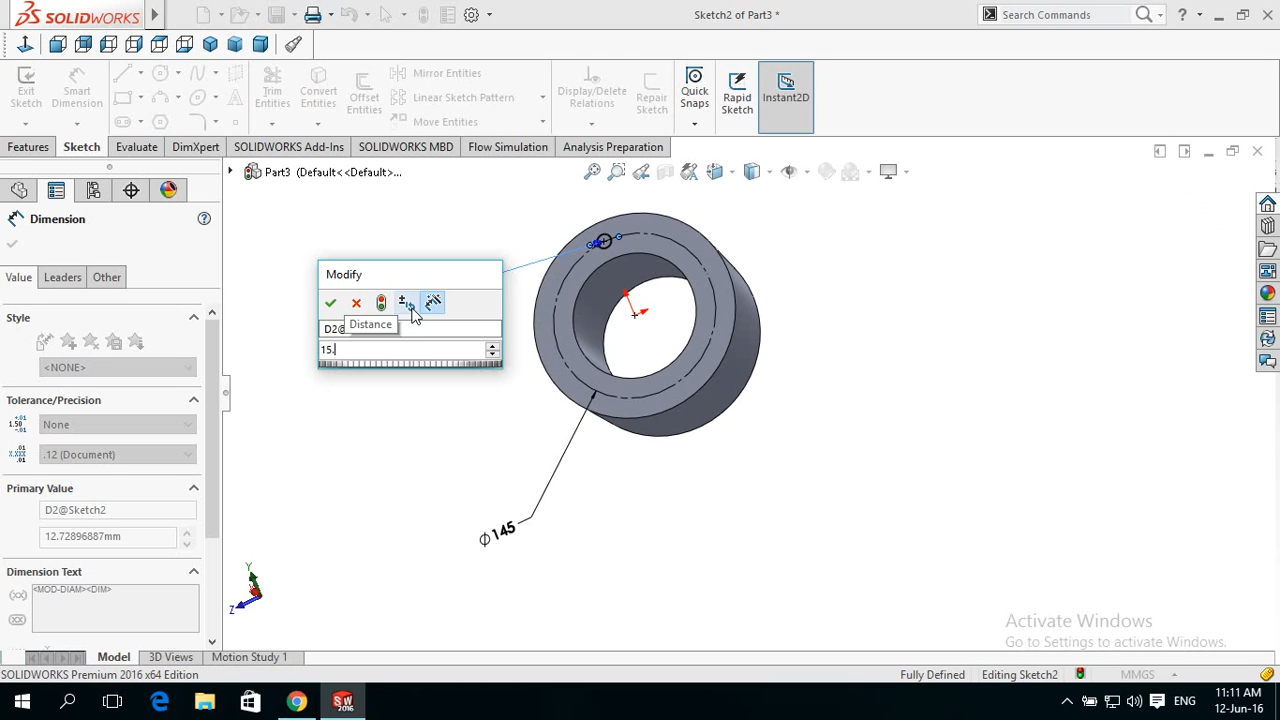 SOLIDWORKS
Sketch2 of Part3 *
Search Commands
Exit Sketch
Smart Dimension
Trim Entities
Convert Entities
Offset Entities
Mirror Entities
Linear Sketch Pattern
Move Entities
Display/Delete Relations
Repair Sketch
Quick Snaps
Rapid Sketch
Instant2D
Features
Sketch
Evaluate
DimXpert
SOLIDWORKS Add-Ins
SOLIDWORKS MBD
Flow Simulation
Analysis Preparation
Part3 (Default<<Default>...
Dimension
Value
Leaders
Other
Style
<NONE>
Tolerance/Precision
None
.12 (Document)
Primary Value
D2@Sketch2
12.72896887mm
Dimension Text
<MOD-DIAM><DIM>
Modify
Distance
D2@
15.
Φ145
Y
Z
Activate Windows
Go to Settings to activate Windows.
Model
3D Views
Motion Study 1
SOLIDWORKS Premium 2016 x64 Edition
Fully Defined
Editing Sketch2
MMGS
ENG
11:11 AM
12-Jun-16